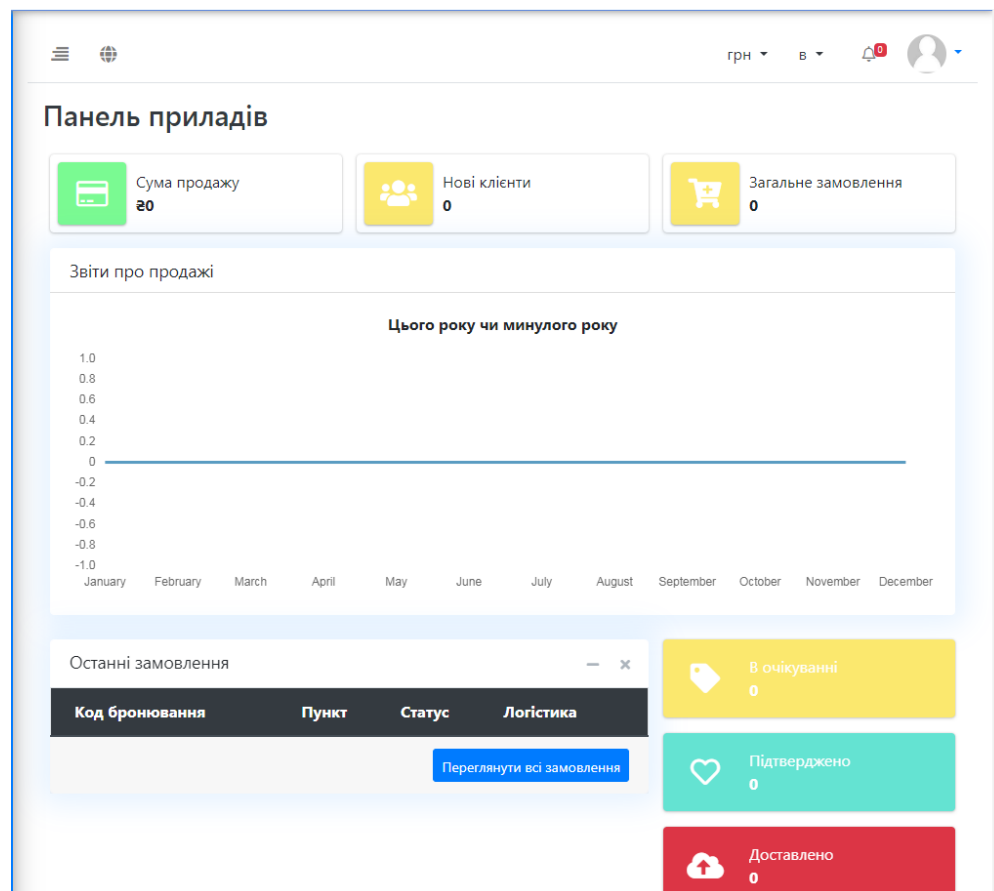 грн в 0
Панель приладів
Сума продажу
₴0
Нові клієнти
0
Загальне замовлення
0
Звіти про продажі
Цього року чи минулого року
1.0
0.8
0.6
0.4
0.2
0
-0.2
-0.4
-0.6
-0.8
-1.0
January February March April May June July August September October November December
Останні замовлення
Код бронювання Пункт Статус Логістика
Переглянути всі замовлення
В очікуванні
0
Підтверджено
0
Доставлено
0